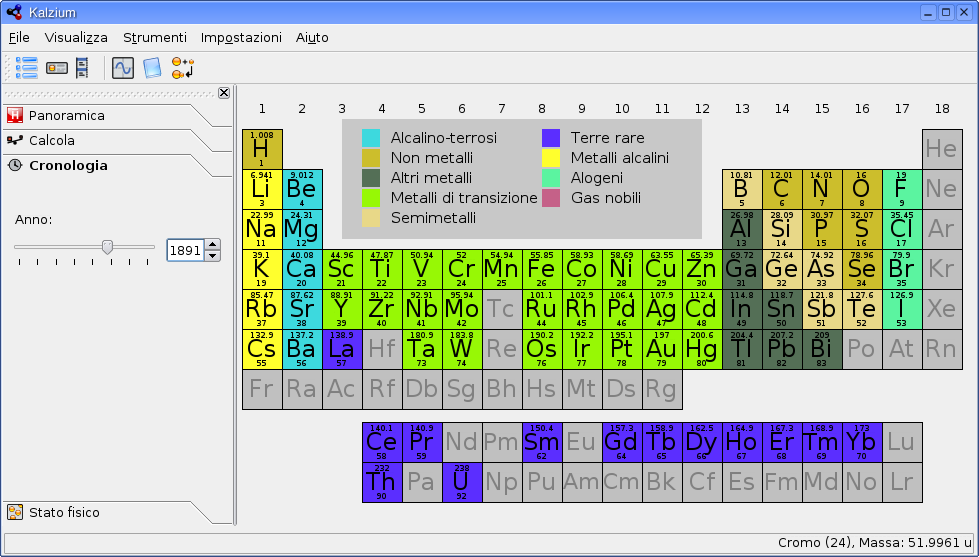 Kalzium
File Visualizza Strumenti Impostazioni Aiuto
Panoramica
Calcola
Cronologia
Anno:
1891
Stato fisico
1 2 3 4 5 6 7 8 9 10 11 12 13 14 15 16 17 18
Alcalino-terrosi Terre rare
Non metalli Metalli alcalini
Altri metalli Alogeni
Metalli di transizione Gas nobili
Semimetalli
1.008
H He
1
6.941 9.012 10.81 12.01 14.01 16 19
Li Be B C N O F Ne
3 4 5 6 7 8 9
22.99 24.31 26.98 28.09 30.97 32.07 35.45
Na Mg Al Si P S Cl Ar
11 12 13 14 15 16 17
39.1 40.08 44.96 47.87 50.94 52 54.94 55.85 58.93 58.69 63.55 65.39 69.72 72.64 74.92 78.96 79.9
K Ca Sc Ti V Cr Mn Fe Co Ni Cu Zn Ga Ge As Se Br Kr
19 20 21 22 23 24 25 26 27 28 29 30 31 32 33 34 35
85.47 87.62 88.91 91.22 92.91 95.94 101.1 102.9 106.4 107.9 112.4 114.8 118.7 121.8 127.6 126.9
Rb Sr Y Zr Nb Mo Tc Ru Rh Pd Ag Cd In Sn Sb Te I Xe
37 38 39 40 41 42 44 45 46 47 48 49 50 51 52 53
132.9 137.2 138.9 180.9 183.8 190.2 192.2 195.1 197 200.6 204.4 207.2 209
Cs Ba La Hf Ta W Re Os Ir Pt Au Hg Tl Pb Bi Po At Rn
55 56 57 73 74 76 77 78 79 80 81 82 83
Fr Ra Ac Rf Db Sg Bh Hs Mt Ds Rg
140.1 140.9 150.4 157.3 158.9 162.5 164.9 167.3 168.9 173
Ce Pr Nd Pm Sm Eu Gd Tb Dy Ho Er Tm Yb Lu
58 59 62 64 65 66 67 68 69 70
232 238
Th Pa U Np Pu Am Cm Bk Cf Es Fm Md No Lr
90 92
Cromo (24), Massa: 51.9961 u